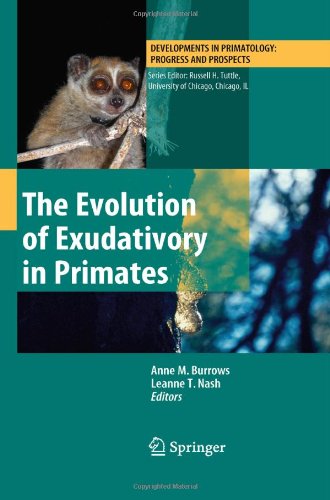 DEVELOPMENTS IN PRIMATOLOGY:
PROGRESS AND PROSPECTS
Series Editor: Russell H. Tuttle,
University of Chicago, Chicago, IL
The Evolution
of Exudativory
in Primates
Anne M. Burrows
Leanne T. Nash
Editors
Springer